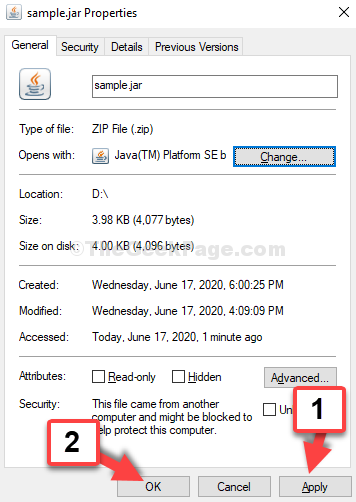 sample.jar Properties
General Security Details Previous Versions
sample.jar
Type of file: ZIP File (.zip)
Opens with: Java(TM) Platform SE b Change...
Location: D:\
Size: 3.98 KB (4,077 bytes)
Size on disk: 4.00 KB (4,096 bytes)
©TheGeekPage.com
Created: Wednesday, June 17, 2020, 6:00:25 PM
Modified: Wednesday, June 17, 2020, 4:09:09 PM
Accessed: Today, June 17, 2020, 1 minute ago
Attributes: Read-only Hidden Advanced...
Security: This file came from another
computer and might be blocked to
help protect this computer.
1
2
OK Cancel Apply